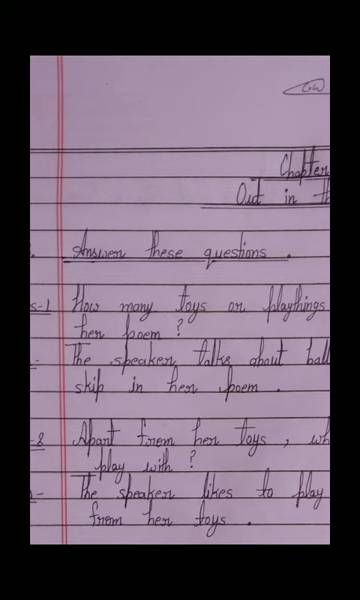 C.W
Chapter
Out in th
Answer these questions .
s-1 How many toys or playthings
her poem ?
- The speaker talks about ball
skip in her poem .
-2 Apart from her toys , wh
play with ?
s- The speaker likes to play
from her toys .